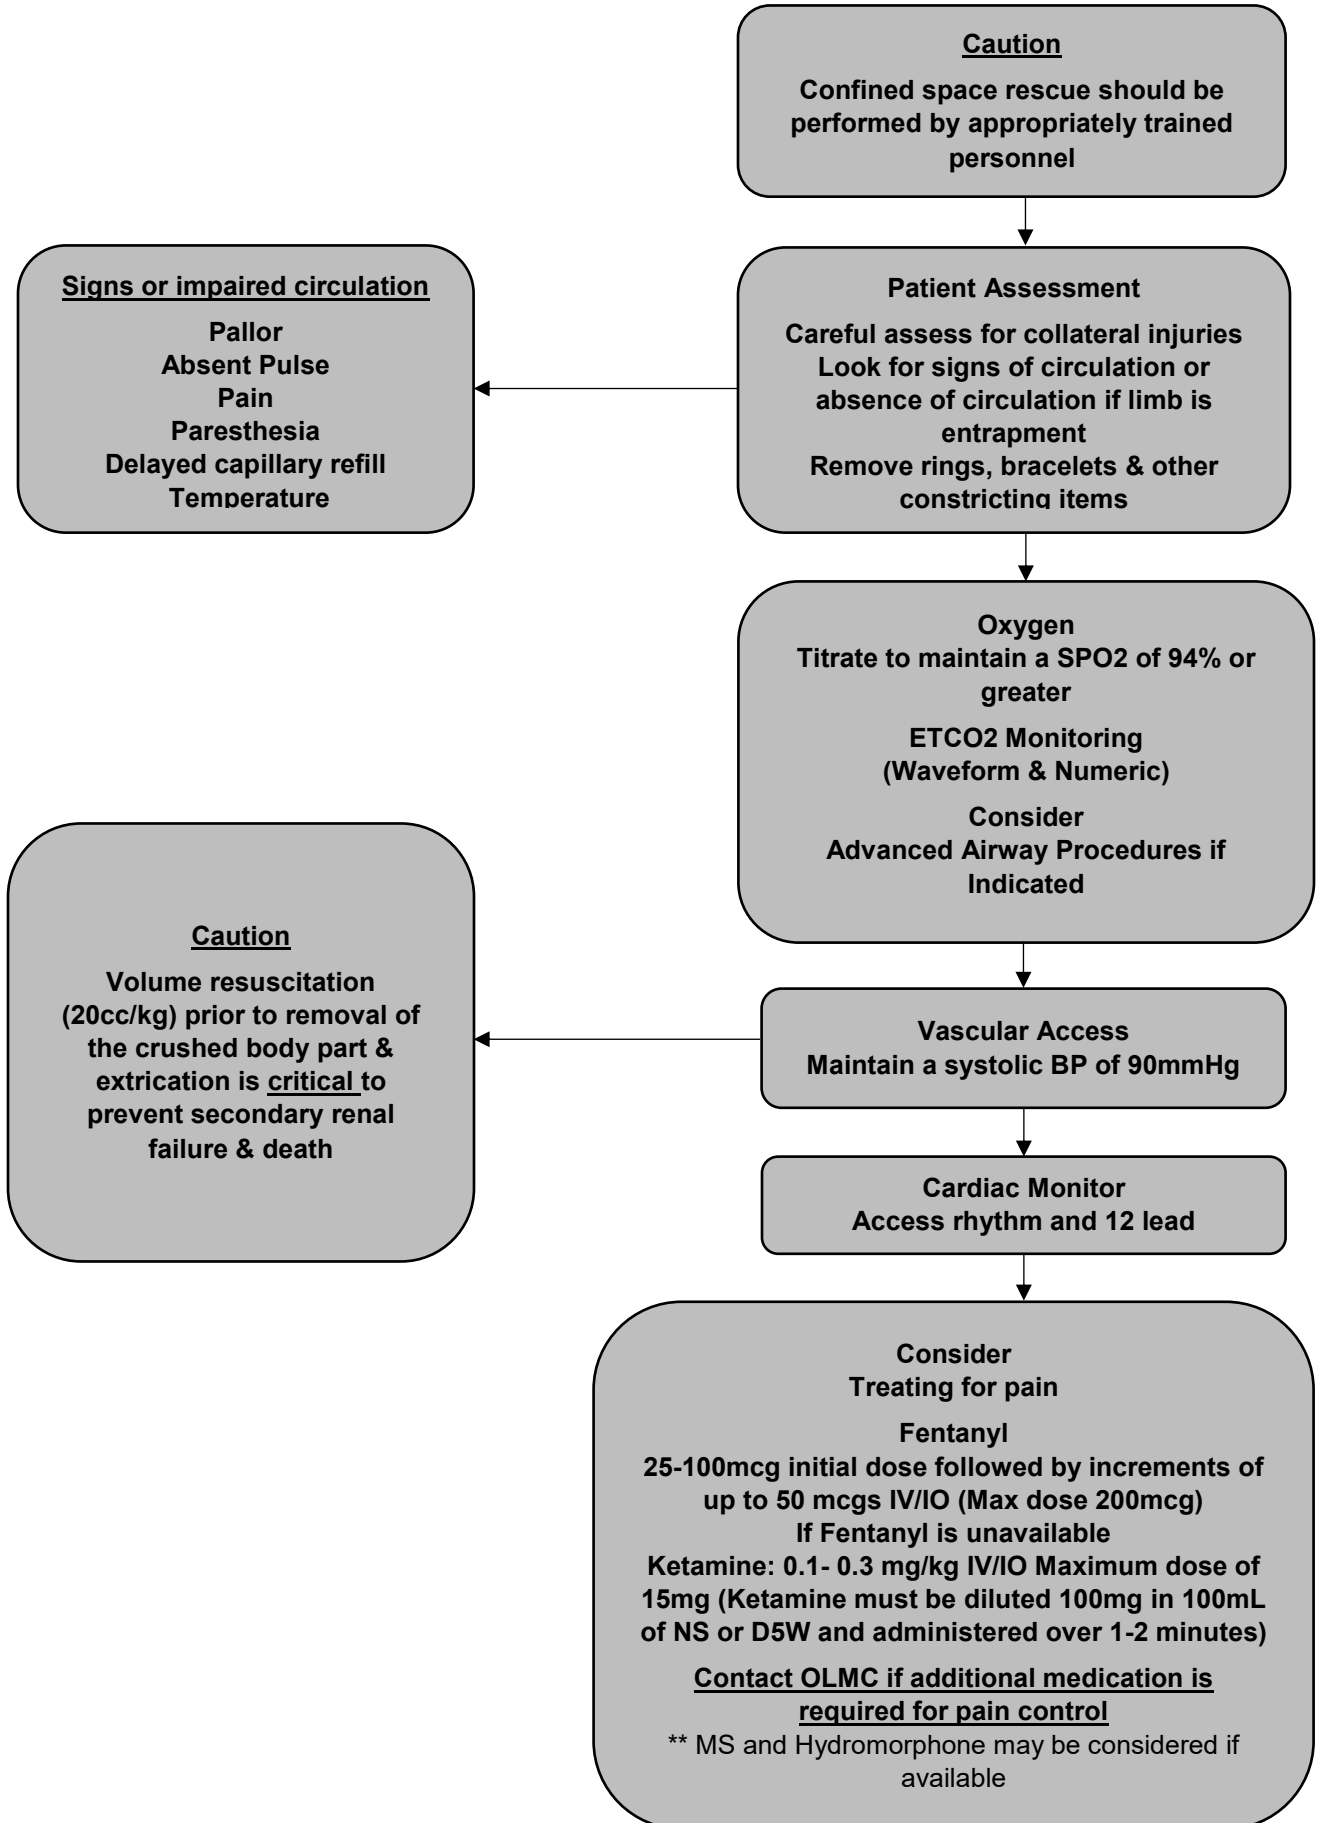 Caution
Confined space rescue should be
performed by appropriately trained
personnel
Signs or impaired circulation
Pallor
Absent Pulse
Pain
Paresthesia
Delayed capillary refill
Temperature
Patient Assessment
Careful assess for collateral injuries
Look for signs of circulation or
absence of circulation if limb is
entrapment
Remove rings, bracelets & other
constricting items
Oxygen
Titrate to maintain a SPO2 of 94% or
greater
ETCO2 Monitoring
(Waveform & Numeric)
Consider
Advanced Airway Procedures if
Indicated
Caution
Volume resuscitation
(20cc/kg) prior to removal of
the crushed body part &
extrication is critical to
prevent secondary renal
failure & death
Vascular Access
Maintain a systolic BP of 90mmHg
Cardiac Monitor
Access rhythm and 12 lead
Consider
Treating for pain
Fentanyl
25-100mcg initial dose followed by increments of
up to 50 mcgs IV/IO (Max dose 200mcg)
If Fentanyl is unavailable
Ketamine: 0.1- 0.3 mg/kg IV/IO Maximum dose of
15mg (Ketamine must be diluted 100mg in 100mL
of NS or D5W and administered over 1-2 minutes)
Contact OLMC if additional medication is
required for pain control
** MS and Hydromorphone may be considered if
available